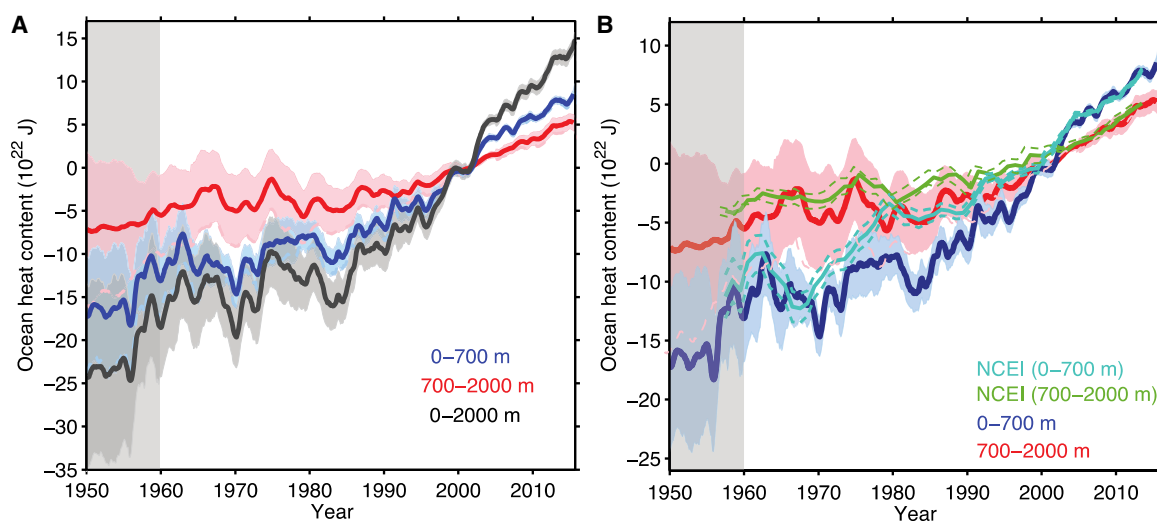 A
Ocean heat content (10²² J)
15
10
5
0
−5
−10
−15
−20
−25
−30
−35
1950 1960 1970 1980 1990 2000 2010
Year
0−700 m
700−2000 m
0−2000 m
B
Ocean heat content (10²² J)
10
5
0
−5
−10
−15
−20
−25
1950 1960 1970 1980 1990 2000 2010
Year
NCEI (0−700 m)
NCEI (700−2000 m)
0−700 m
700−2000 m